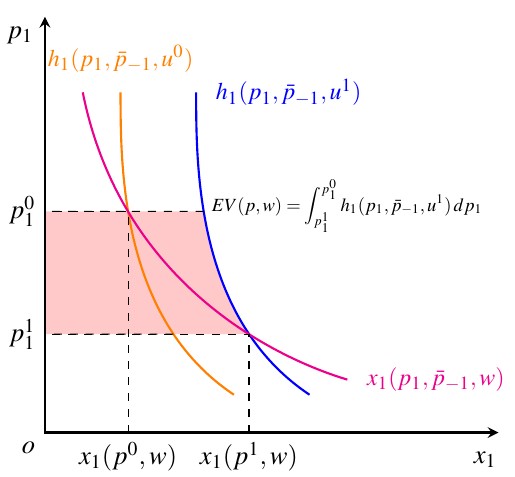 p₁
h₁(p₁, p̄₋₁, u⁰)
h₁(p₁, p̄₋₁, u¹)
EV(p, w) = ∫_{p₁¹}^{p₁⁰} h₁(p₁, p̄₋₁, u¹) dp₁
p₁⁰
p₁¹
x₁(p₁, p̄₋₁, w)
o
x₁(p⁰, w)
x₁(p¹, w)
x₁